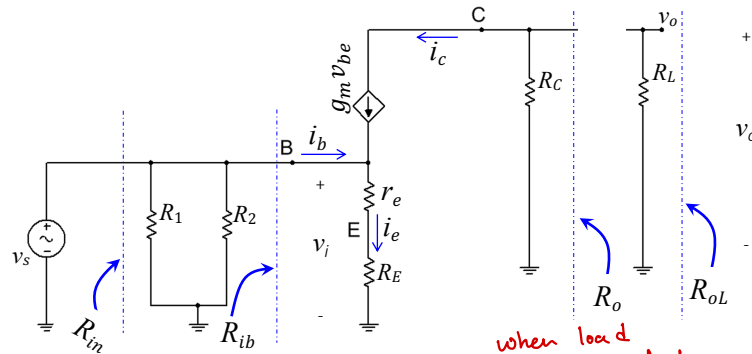 C
v_o
i_c
g_m v_be
R_C
R_L
+
B
i_b
+
r_e
E
i_e
R_1
R_2
v_i
R_E
+
-
v_s
-
-
R_in
R_ib
R_o
R_oL
when load